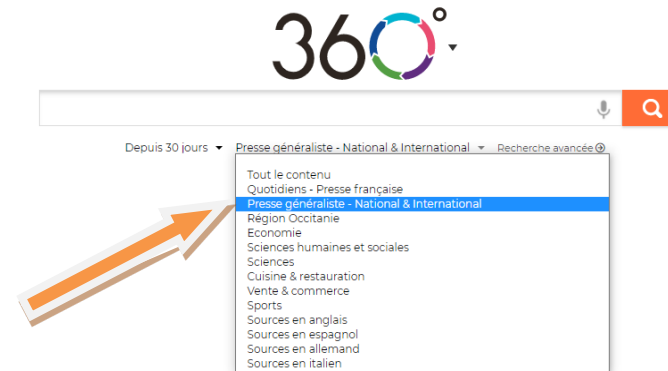 360°
Depuis 30 jours Presse généraliste - National & International Recherche avancée
Tout le contenu
Quotidiens - Presse française
Presse généraliste - National & International
Région Occitanie
Economie
Sciences humaines et sociales
Sciences
Cuisine & restauration
Vente & commerce
Sports
Sources en anglais
Sources en espagnol
Sources en allemand
Sources en italien